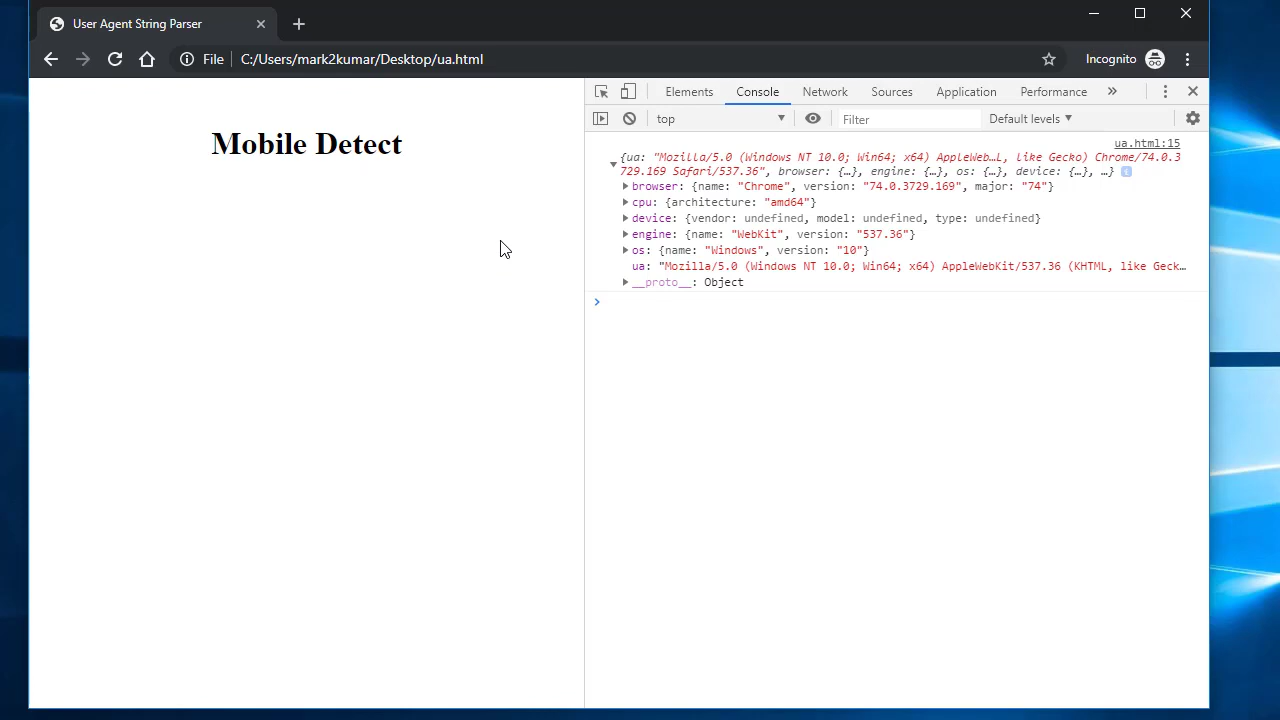 User Agent String Parser
File
C:/Users/mark2kumar/Desktop/ua.html
Incognito
Mobile Detect
Elements Console Network Sources Application Performance »
top
Filter
Default levels
ua.html:15
{ua: "Mozilla/5.0 (Windows NT 10.0; Win64; x64) AppleWeb…L, like Gecko) Chrome/74.0.3
729.169 Safari/537.36", browser: {…}, engine: {…}, os: {…}, device: {…}, …}
browser: {name: "Chrome", version: "74.0.3729.169", major: "74"}
cpu: {architecture: "amd64"}
device: {vendor: undefined, model: undefined, type: undefined}
engine: {name: "WebKit", version: "537.36"}
os: {name: "Windows", version: "10"}
ua: "Mozilla/5.0 (Windows NT 10.0; Win64; x64) AppleWebKit/537.36 (KHTML, like Geck…
__proto__: Object